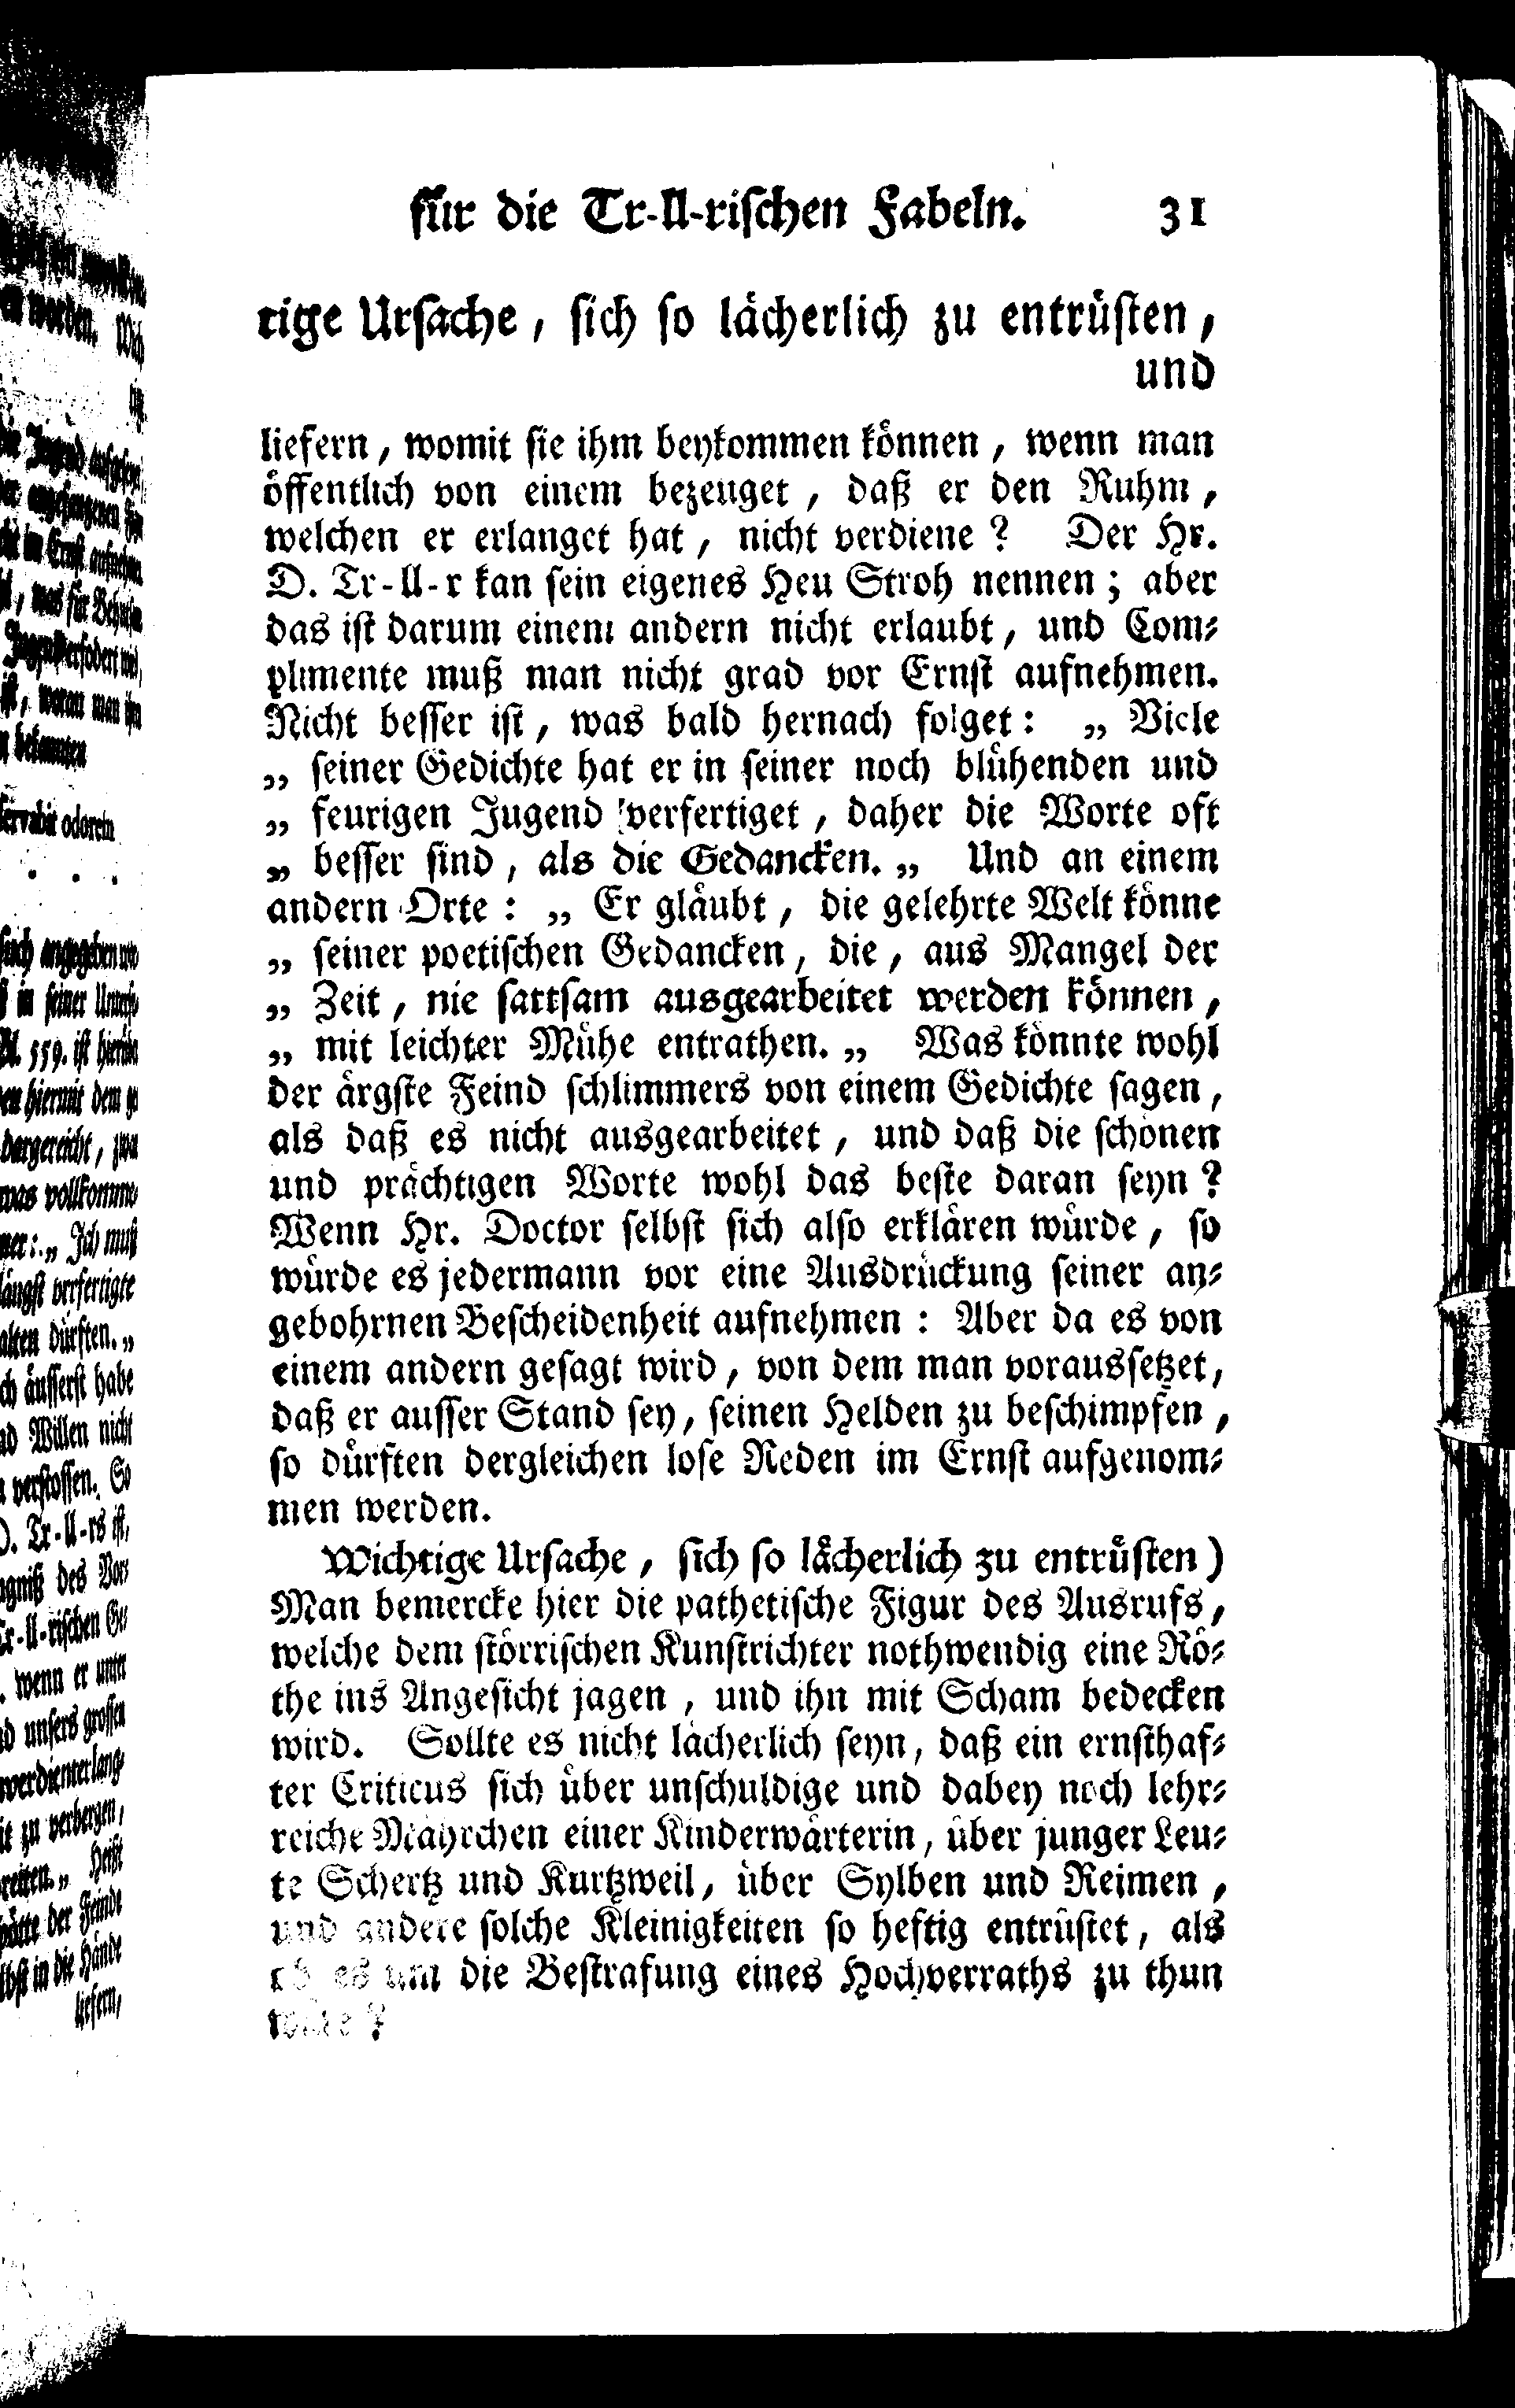 für die Tr-ll-rischen Fabeln. 31
tige Ursache, sich so lächerlich zu entrüsten,
und
liefern, womit sie ihm beykommen können, wenn man
öffentlich von einem bezeuget, daß er den Ruhm,
welchen er erlanget hat, nicht verdiene? Der Hr.
D. Tr-ll-r kan sein eigenes Heu Stroh nennen; aber
das ist darum einem andern nicht erlaubt, und Com-
plimente muß man nicht grad vor Ernst aufnehmen.
Nicht besser ist, was bald hernach folget: „ Viele
„ seiner Gedichte hat er in seiner noch blühenden und
„ feurigen Jugend verfertiget, daher die Worte oft
„ besser sind, als die Gedancken. „ Und an einem
andern Orte: „ Er gläubt, die gelehrte Welt könne
„ seiner poetischen Gedancken, die, aus Mangel der
„ Zeit, nie sattsam ausgearbeitet werden können,
„ mit leichter Mühe entrathen. „ Was könnte wohl
der ärgste Feind schlimmers von einem Gedichte sagen,
als daß es nicht ausgearbeitet, und daß die schönen
und prächtigen Worte wohl das beste daran seyn?
Wenn Hr. Doctor selbst sich also erklären würde, so
würde es jedermann vor eine Ausdrückung seiner an-
gebohrnen Bescheidenheit aufnehmen: Aber da es von
einem andern gesagt wird, von dem man voraussetzet,
daß er ausser Stand sey, seinen Helden zu beschimpfen,
so dürften dergleichen lose Reden im Ernst aufgenom-
men werden.
Wichtige Ursache, sich so lächerlich zu entrüsten)
Man bemercke hier die pathetische Figur des Ausrufs,
welche dem störrischen Kunstrichter nothwendig eine Rö-
the ins Angesicht jagen, und ihn mit Scham bedecken
wird. Sollte es nicht lächerlich seyn, daß ein ernsthaf-
ter Criticus sich über unschuldige und dabey noch lehr-
reiche Mährchen einer Kinderwärterin, über junger Leu-
te Schertz und Kurtzweil, über Sylben und Reimen,
und andere solche Kleinigkeiten so heftig entrüstet, als
ob es um die Bestrafung eines Hochverraths zu thun
wäre?